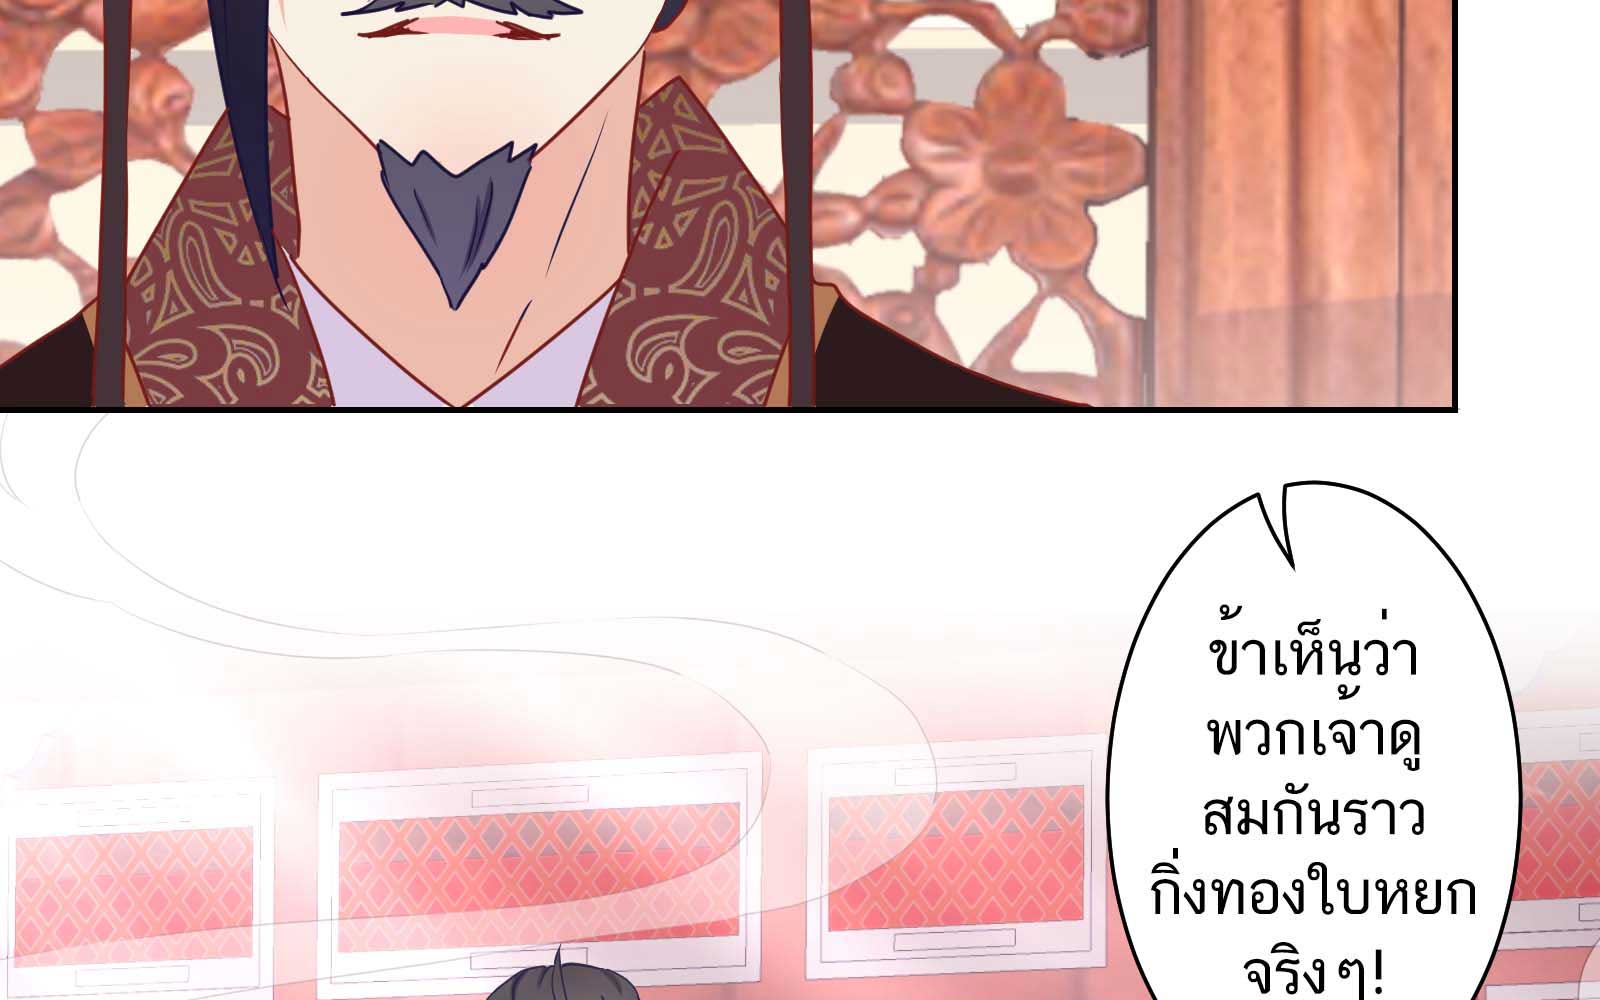 ข้าเห็นว่า
พวกเจ้าดู
สมกันราว
กิ่งทองใบหยก
จริงๆ!